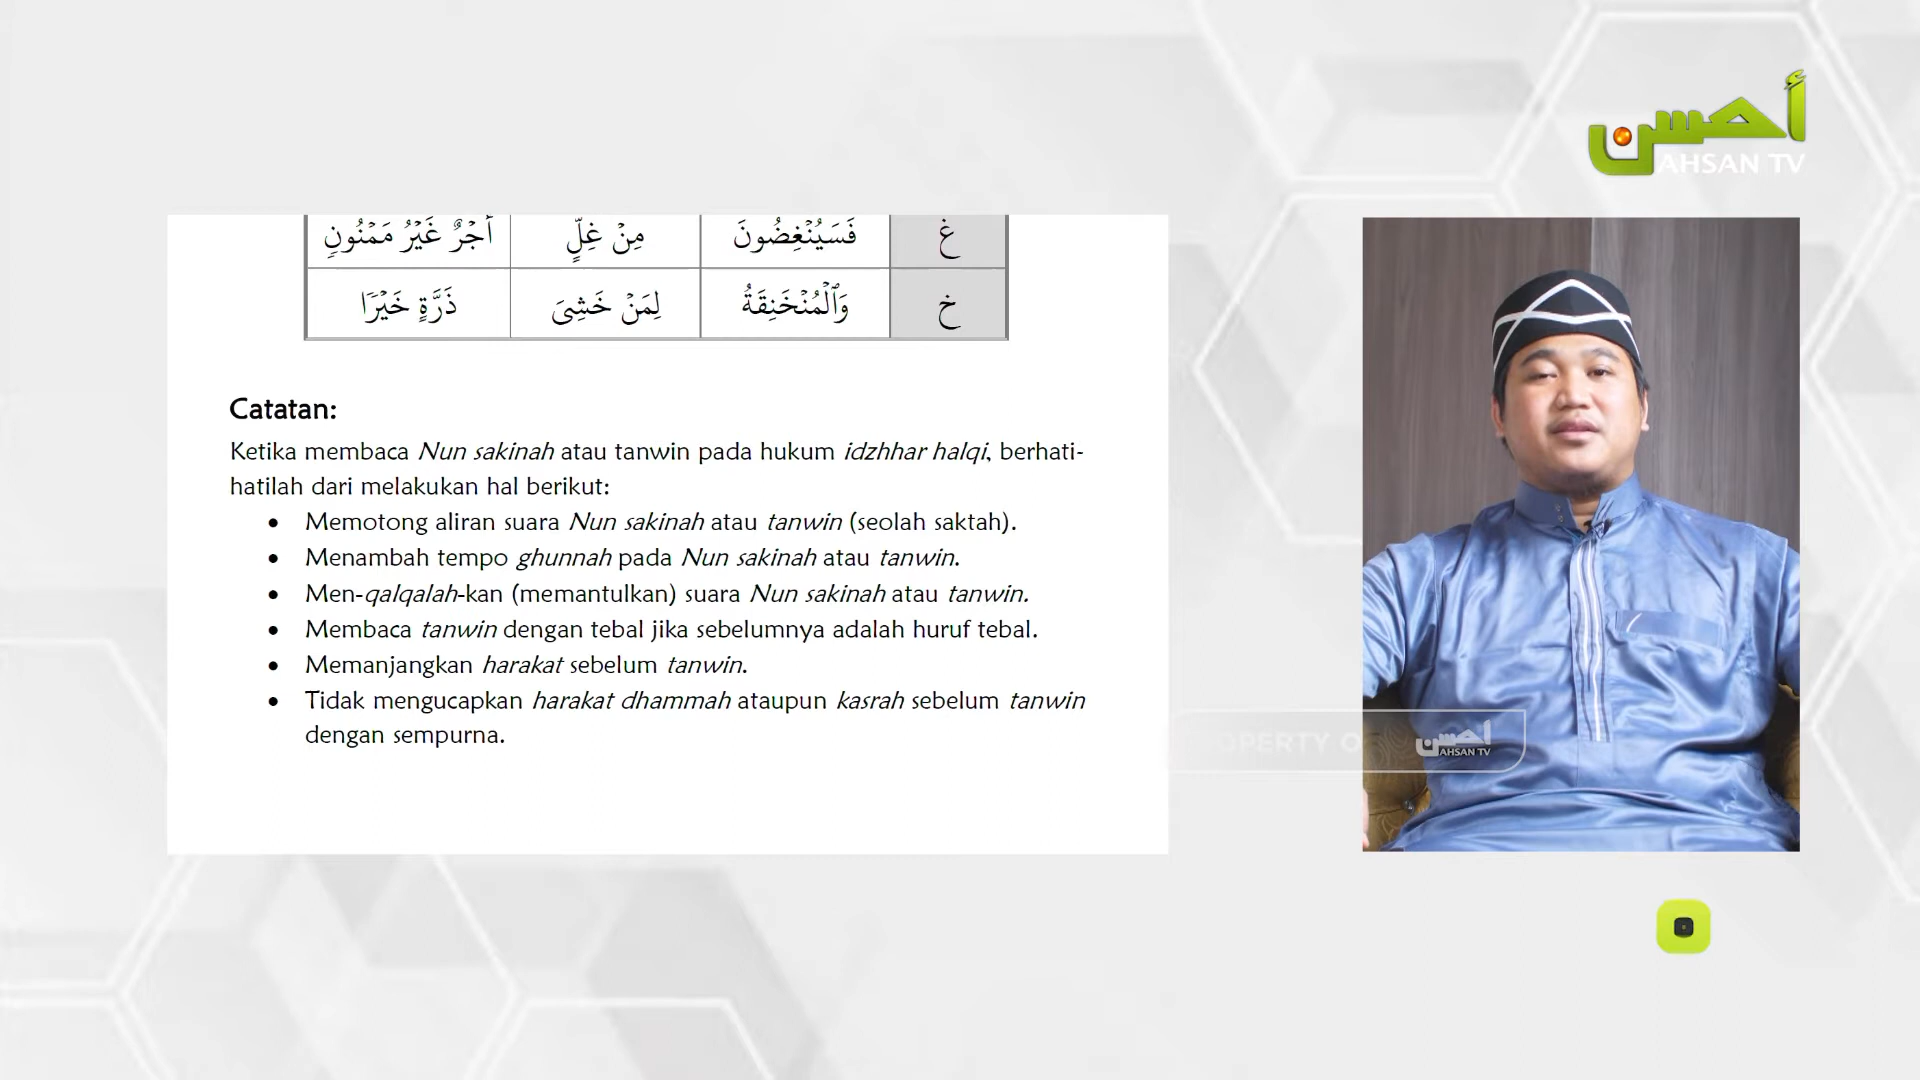 أحسن
AHSAN TV
غ فَسَيُنْغِضُونَ مِنْ غِلٍّ أَجْرٌ غَيْرُ مَمْنُونٍ
خ وَٱلْمُنْخَنِقَةُ لِمَنْ خَشِىَ ذَرَّةٍ خَيْرًا
Catatan:
Ketika membaca Nun sakinah atau tanwin pada hukum idzhhar halqi, berhati-
hatilah dari melakukan hal berikut:
• Memotong aliran suara Nun sakinah atau tanwin (seolah saktah).
• Menambah tempo ghunnah pada Nun sakinah atau tanwin.
• Men-qalqalah-kan (memantulkan) suara Nun sakinah atau tanwin.
• Membaca tanwin dengan tebal jika sebelumnya adalah huruf tebal.
• Memanjangkan harakat sebelum tanwin.
• Tidak mengucapkan harakat dhammah ataupun kasrah sebelum tanwin
dengan sempurna.
أحسن
AHSAN TV